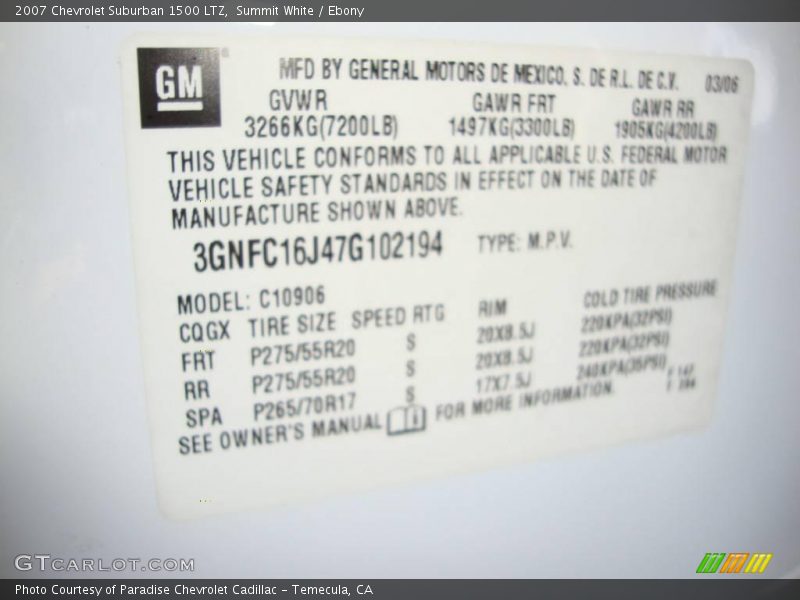 2007 Chevrolet Suburban 1500 LTZ, Summit White / Ebony
GM
MFD BY GENERAL MOTORS DE MEXICO, S. DE R.L. DE C.V. 03/06
GVWR GAWR FRT GAWR RR
3266KG(7200LB) 1497KG(3300LB) 1905KG(4200LB)
THIS VEHICLE CONFORMS TO ALL APPLICABLE U.S. FEDERAL MOTOR
VEHICLE SAFETY STANDARDS IN EFFECT ON THE DATE OF
MANUFACTURE SHOWN ABOVE.
3GNFC16J47G102194 TYPE: M.P.V.
MODEL: C10906
CQGX TIRE SIZE SPEED RTG RIM COLD TIRE PRESSURE
FRT P275/55R20 S 20X8.5J 220KPA(32PSI)
RR P275/55R20 S 20X8.5J 220KPA(32PSI)
SPA P265/70R17 S 17X7.5J 240KPA(35PSI)
SEE OWNER'S MANUAL FOR MORE INFORMATION.
GTCARLOT.COM
Photo Courtesy of Paradise Chevrolet Cadillac - Temecula, CA